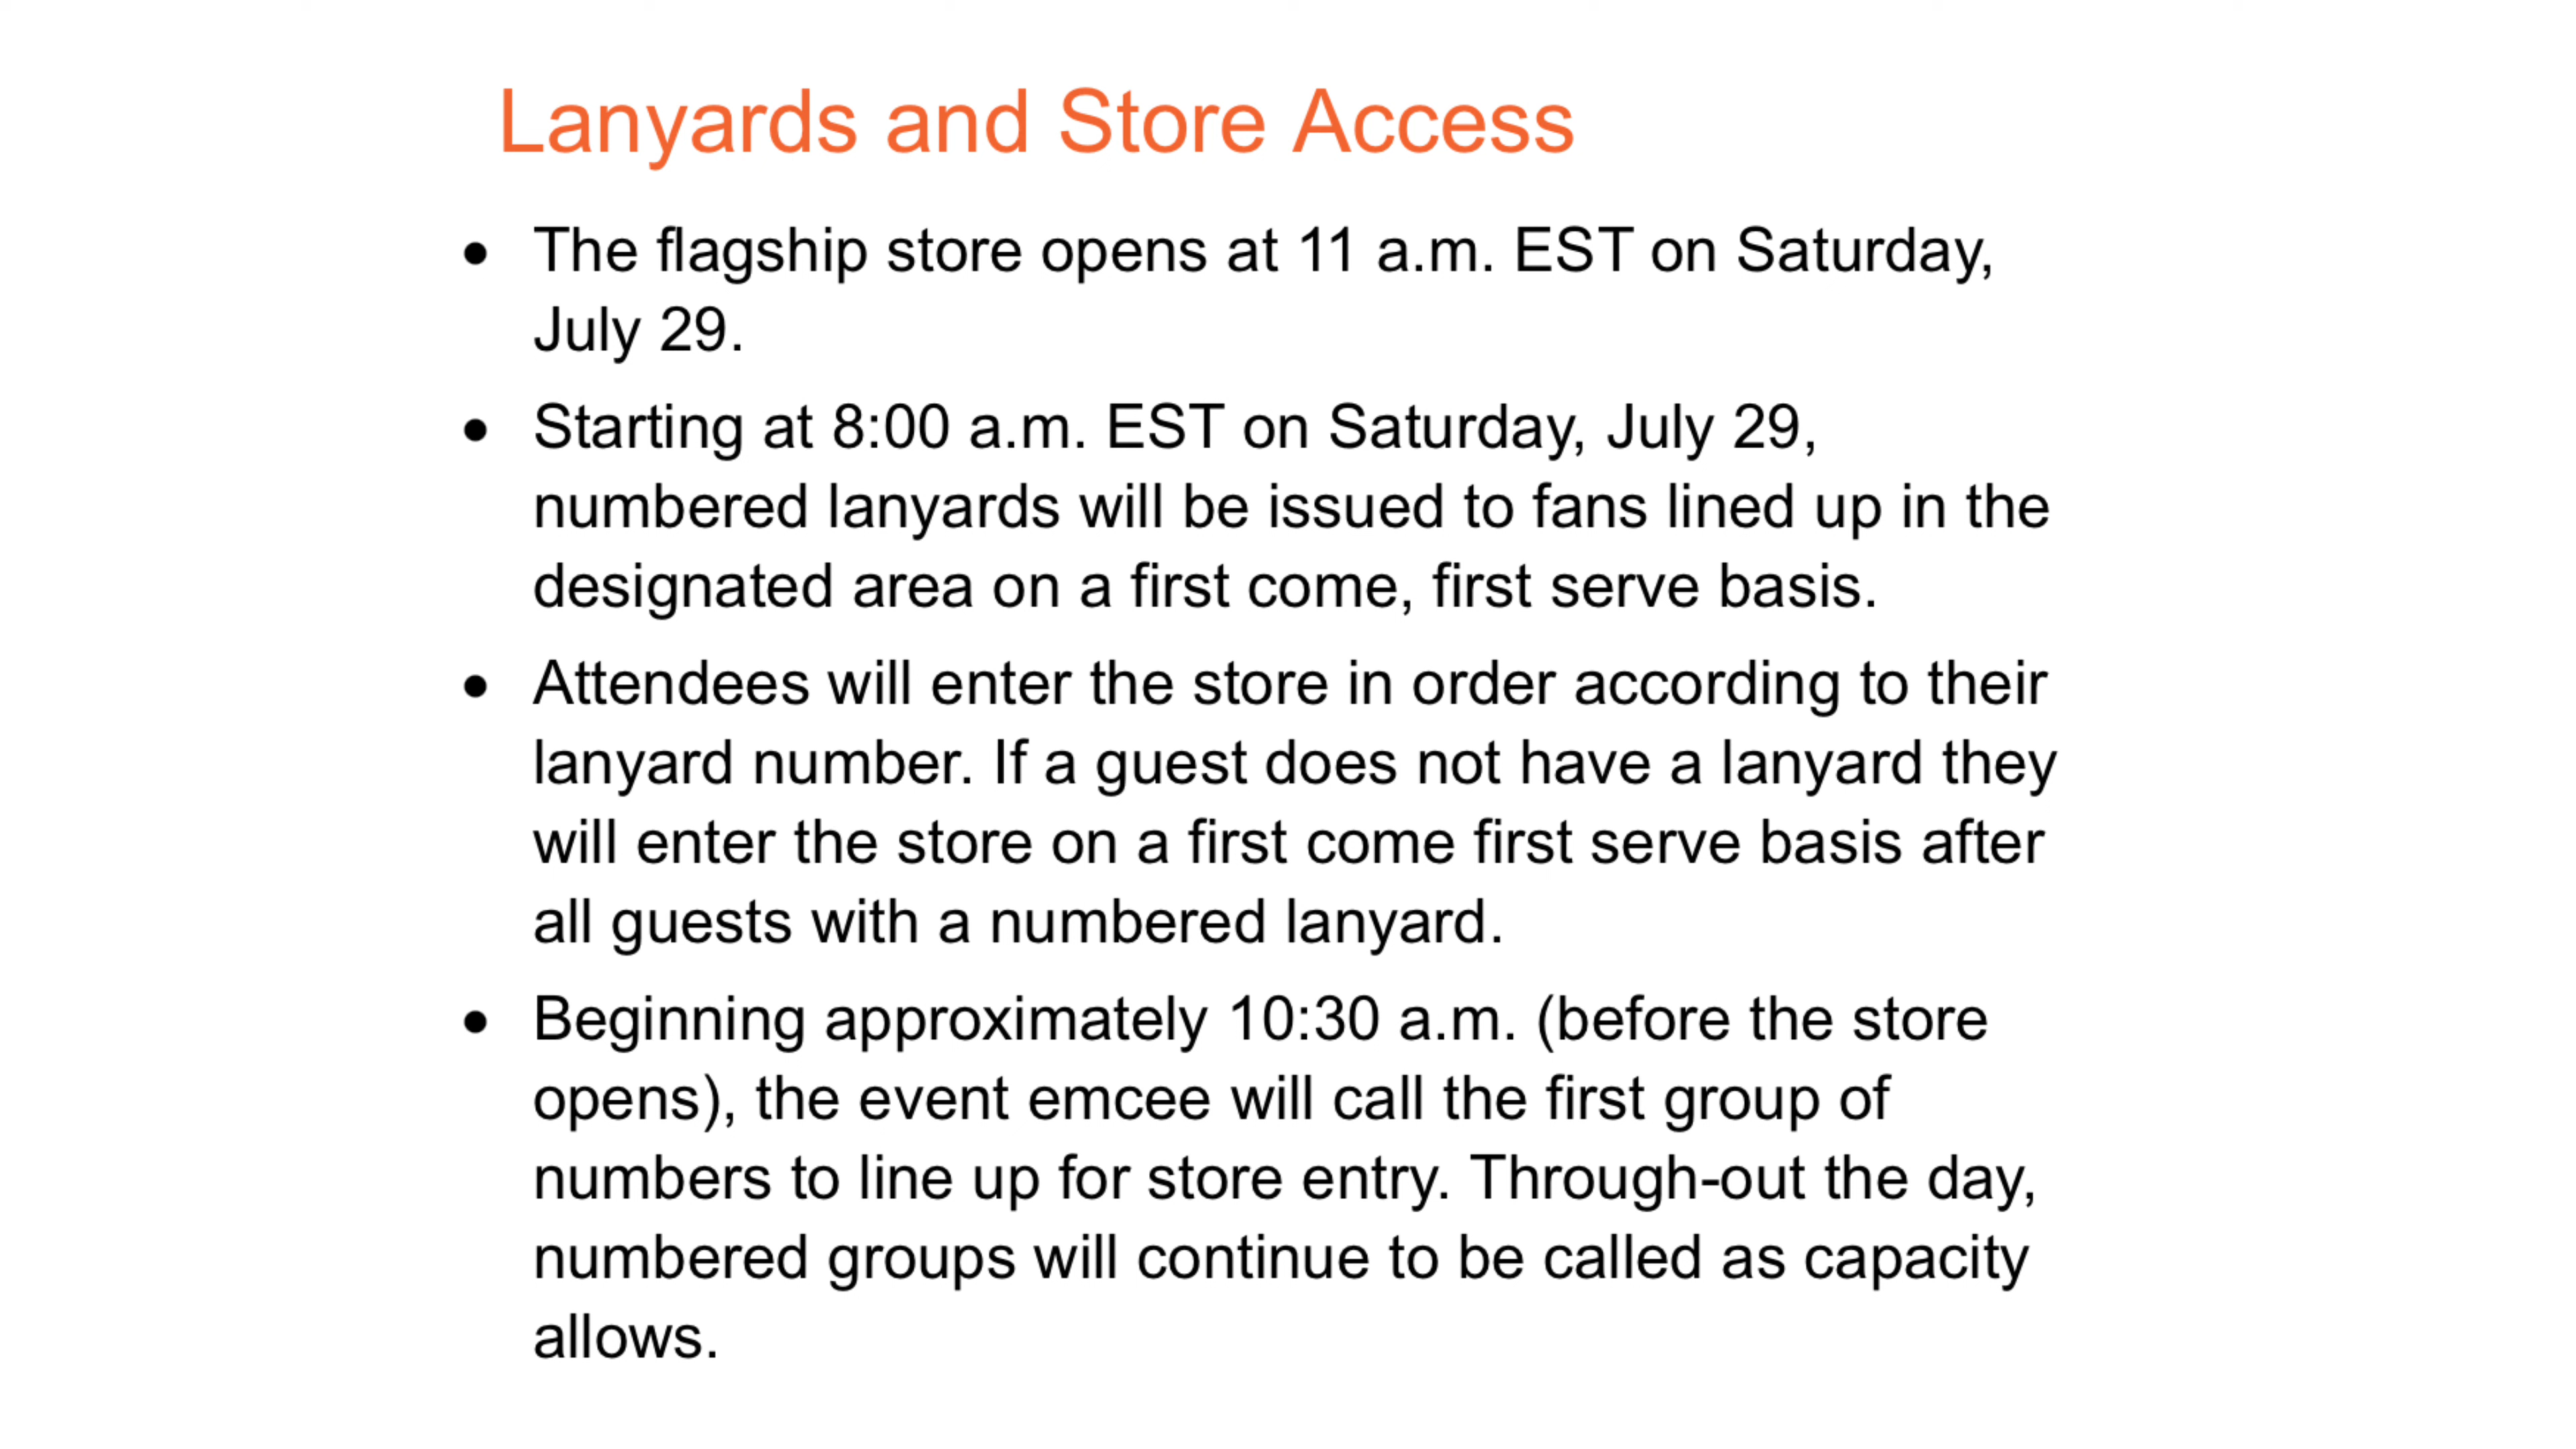 Lanyards and Store Access
• The flagship store opens at 11 a.m. EST on Saturday,
July 29.
• Starting at 8:00 a.m. EST on Saturday, July 29,
numbered lanyards will be issued to fans lined up in the
designated area on a first come, first serve basis.
• Attendees will enter the store in order according to their
lanyard number. If a guest does not have a lanyard they
will enter the store on a first come first serve basis after
all guests with a numbered lanyard.
• Beginning approximately 10:30 a.m. (before the store
opens), the event emcee will call the first group of
numbers to line up for store entry. Through-out the day,
numbered groups will continue to be called as capacity
allows.